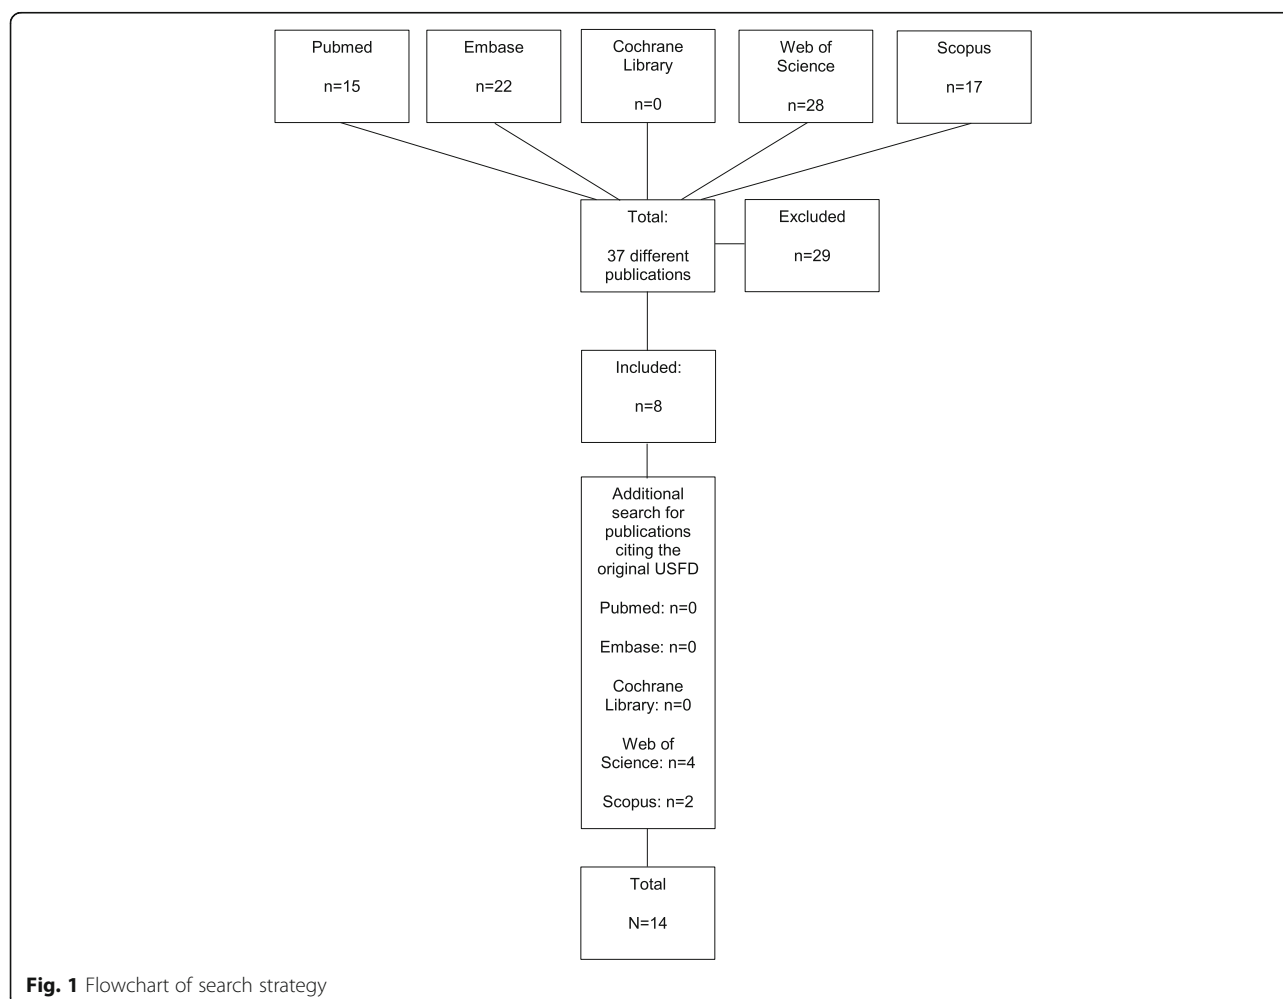 Pubmed
n=15
Embase
n=22
Cochrane
Library
n=0
Web of
Science
n=28
Scopus
n=17
Total:
37 different
publications
Excluded
n=29
Included:
n=8
Additional
search for
publications
citing the
original USFD
Pubmed: n=0
Embase: n=0
Cochrane
Library: n=0
Web of
Science: n=4
Scopus: n=2
Total
N=14
Fig. 1 Flowchart of search strategy